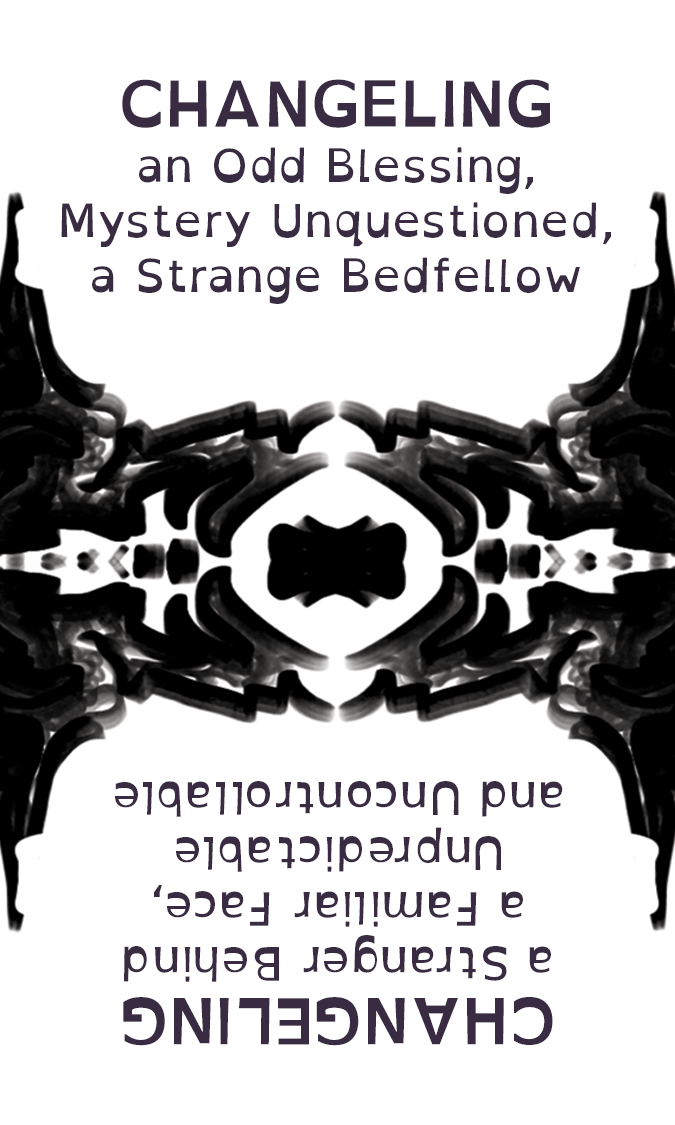 CHANGELING
an Odd Blessing,
Mystery Unquestioned,
a Strange Bedfellow
CHANGELING
a Stranger Behind
a Familiar Face,
Unpredictable
and Uncontrollable